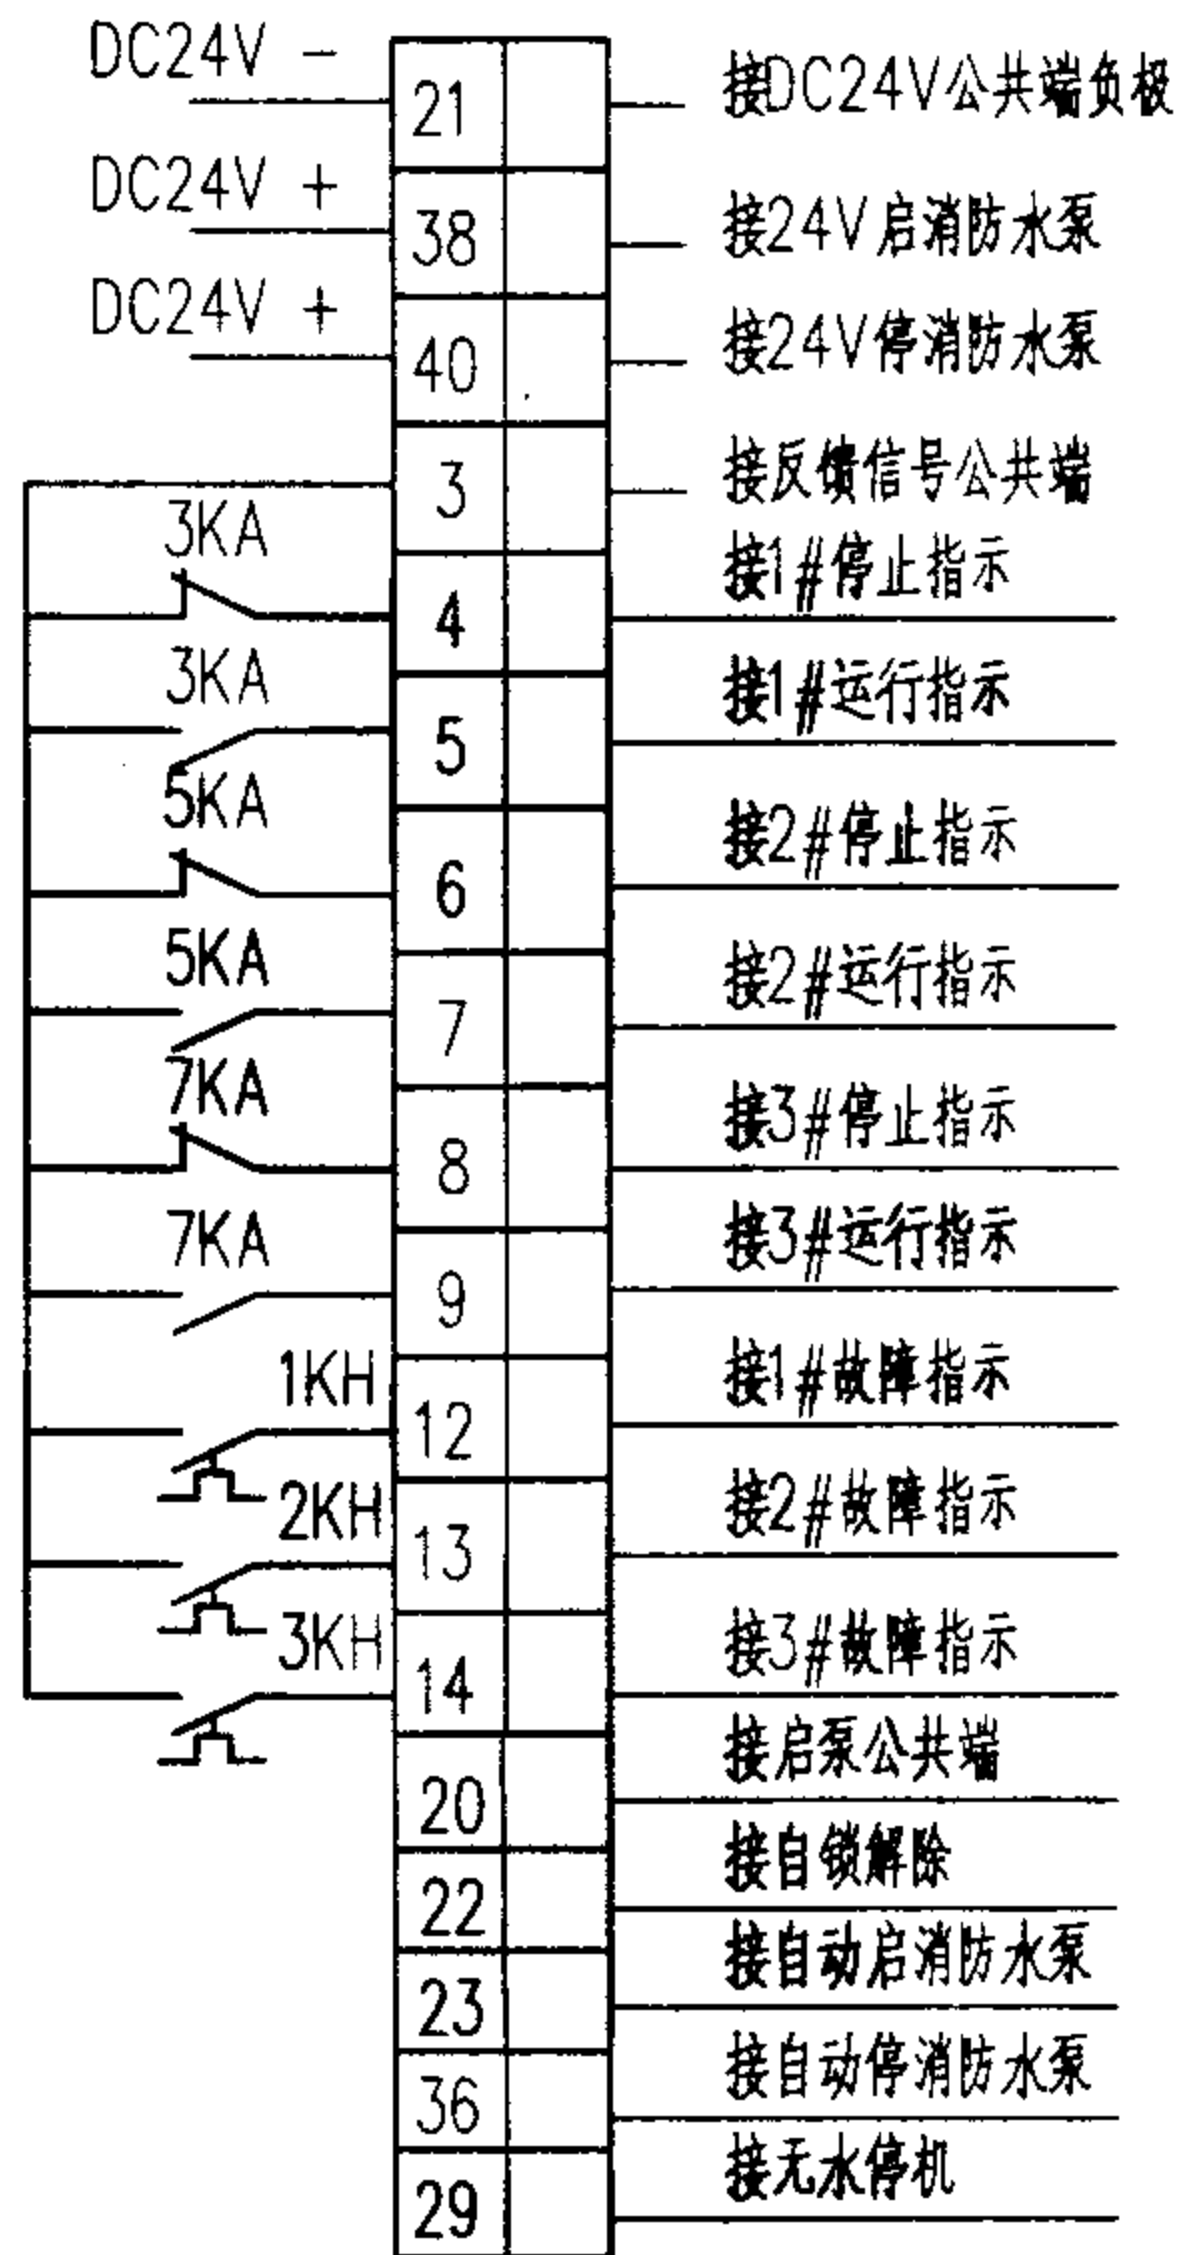 DC24V - 21 接DC24V公共端负极
DC24V + 38 接24V启消防水泵
DC24V + 40 接24V停消防水泵
3 接反馈信号公共端
3KA 4 接1#停止指示
3KA 5 接1#运行指示
5KA 6 接2#停止指示
5KA 7 接2#运行指示
7KA 8 接3#停止指示
7KA 9 接3#运行指示
1KH 12 接1#故障指示
2KH 13 接2#故障指示
3KH 14 接3#故障指示
20 接启泵公共端
22 接自锁解除
23 接自动启消防水泵
36 接自动停消防水泵
29 接无水停机